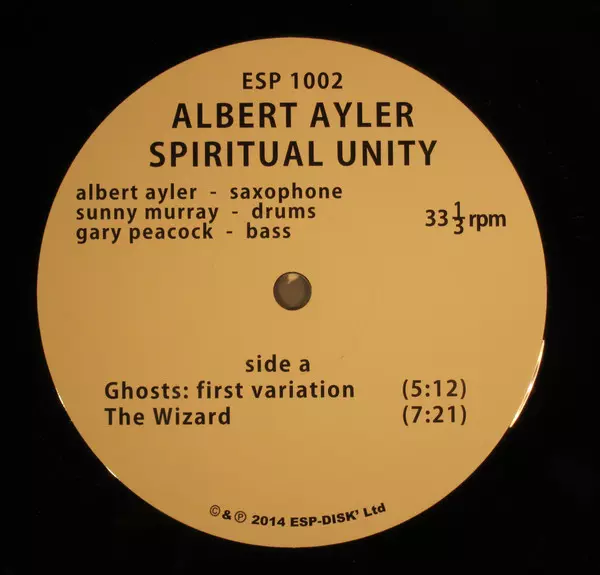 ESP 1002
ALBERT AYLER
SPIRITUAL UNITY
albert ayler - saxophone
sunny murray - drums
gary peacock - bass
33 1/3 rpm
side a
Ghosts: first variation (5:12)
The Wizard (7:21)
© & ℗ 2014 ESP-DISK' Ltd